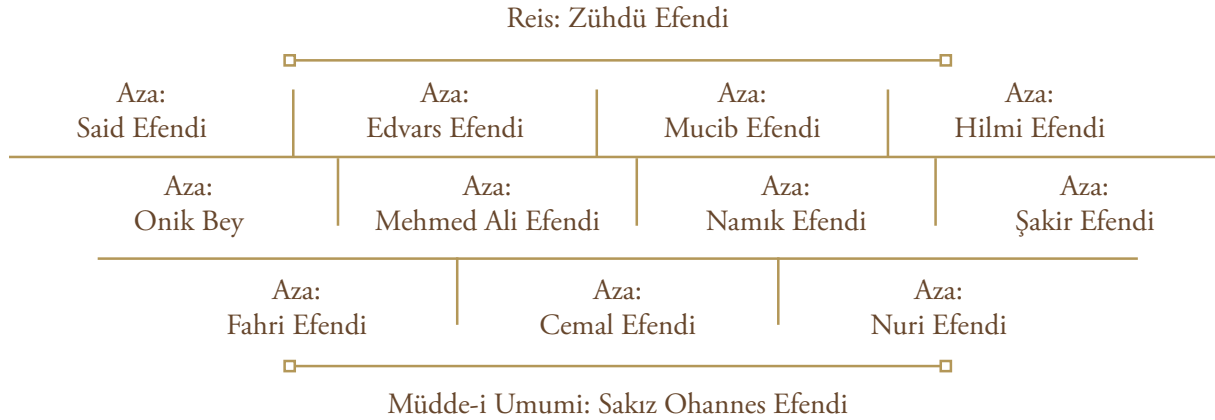 Reis: Zühdü Efendi
Aza:
Said Efendi
Aza:
Edvars Efendi
Aza:
Mucib Efendi
Aza:
Hilmi Efendi
Aza:
Onik Bey
Aza:
Mehmed Ali Efendi
Aza:
Namık Efendi
Aza:
Şakir Efendi
Aza:
Fahri Efendi
Aza:
Cemal Efendi
Aza:
Nuri Efendi
Müdde-i Umumi: Sakız Ohannes Efendi